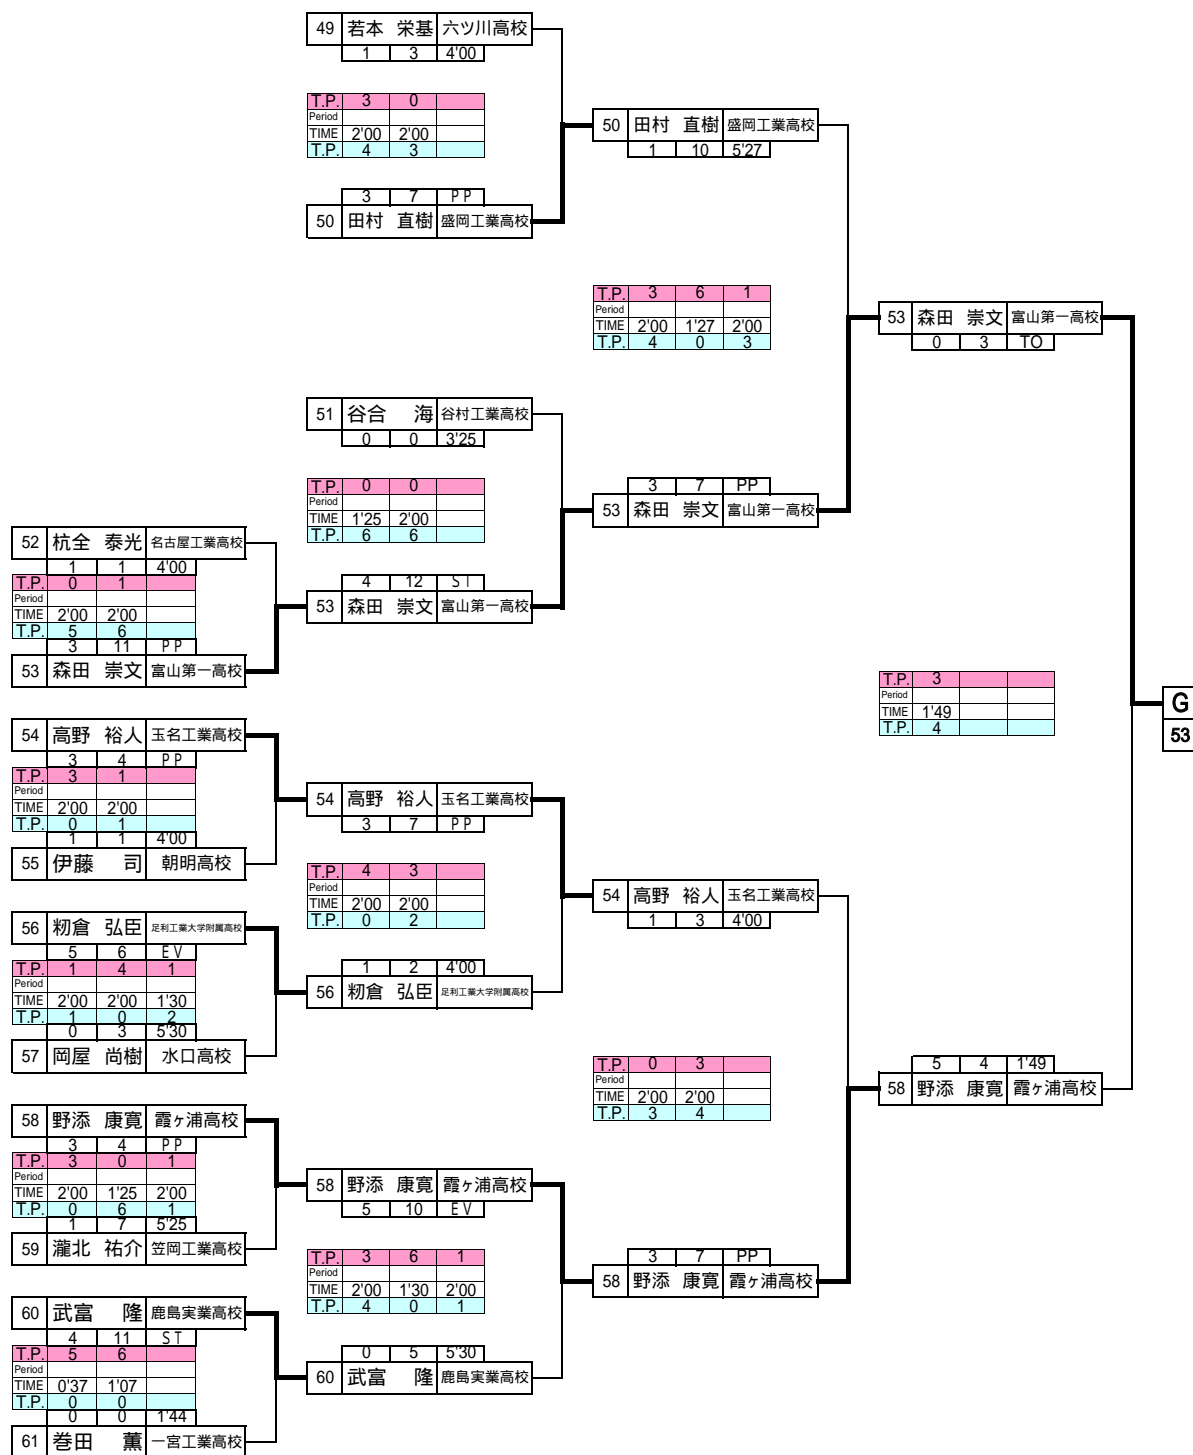 49 若本 栄基 六ツ川高校
1 3 4'00
T.P. 3 0
Period
TIME 2'00 2'00
T.P. 4 3
3 7 PP
50 田村 直樹 盛岡工業高校
50 田村 直樹 盛岡工業高校
1 10 5'27
T.P. 3 6 1
Period
TIME 2'00 1'27 2'00
T.P. 4 0 3
53 森田 崇文 富山第一高校
0 3 TO
51 谷合 海 谷村工業高校
0 0 3'25
T.P. 0 0
Period
TIME 1'25 2'00
T.P. 6 6
4 12 ST
53 森田 崇文 富山第一高校
3 7 PP
53 森田 崇文 富山第一高校
52 杭全 泰光 名古屋工業高校
1 1 4'00
T.P. 0 1
Period
TIME 2'00 2'00
T.P. 5 6
3 11 PP
53 森田 崇文 富山第一高校
T.P. 3
Period
TIME 1'49
T.P. 4
G
53
54 高野 裕人 玉名工業高校
3 4 PP
T.P. 3 1
Period
TIME 2'00 2'00
T.P. 0 1
1 1 4'00
55 伊藤 司 朝明高校
54 高野 裕人 玉名工業高校
3 7 PP
T.P. 4 3
Period
TIME 2'00 2'00
T.P. 0 2
1 2 4'00
56 籾倉 弘臣 足利工業大学附属高校
54 高野 裕人 玉名工業高校
1 3 4'00
56 籾倉 弘臣 足利工業大学附属高校
5 6 EV
T.P. 1 4 1
Period
TIME 2'00 2'00 1'30
T.P. 1 0 2
0 3 5'30
57 岡屋 尚樹 水口高校
T.P. 0 3
Period
TIME 2'00 2'00
T.P. 3 4
5 4 1'49
58 野添 康寛 霞ヶ浦高校
58 野添 康寛 霞ヶ浦高校
3 4 PP
T.P. 3 0 1
Period
TIME 2'00 1'25 2'00
T.P. 0 6 1
1 7 5'25
59 瀧北 祐介 笠岡工業高校
58 野添 康寛 霞ヶ浦高校
5 10 EV
T.P. 3 6 1
Period
TIME 2'00 1'30 2'00
T.P. 4 0 1
0 5 5'30
60 武富 隆 鹿島実業高校
3 7 PP
58 野添 康寛 霞ヶ浦高校
60 武富 隆 鹿島実業高校
4 11 ST
T.P. 5 6
Period
TIME 0'37 1'07
T.P. 0 0
0 0 1'44
61 巻田 薫 一宮工業高校